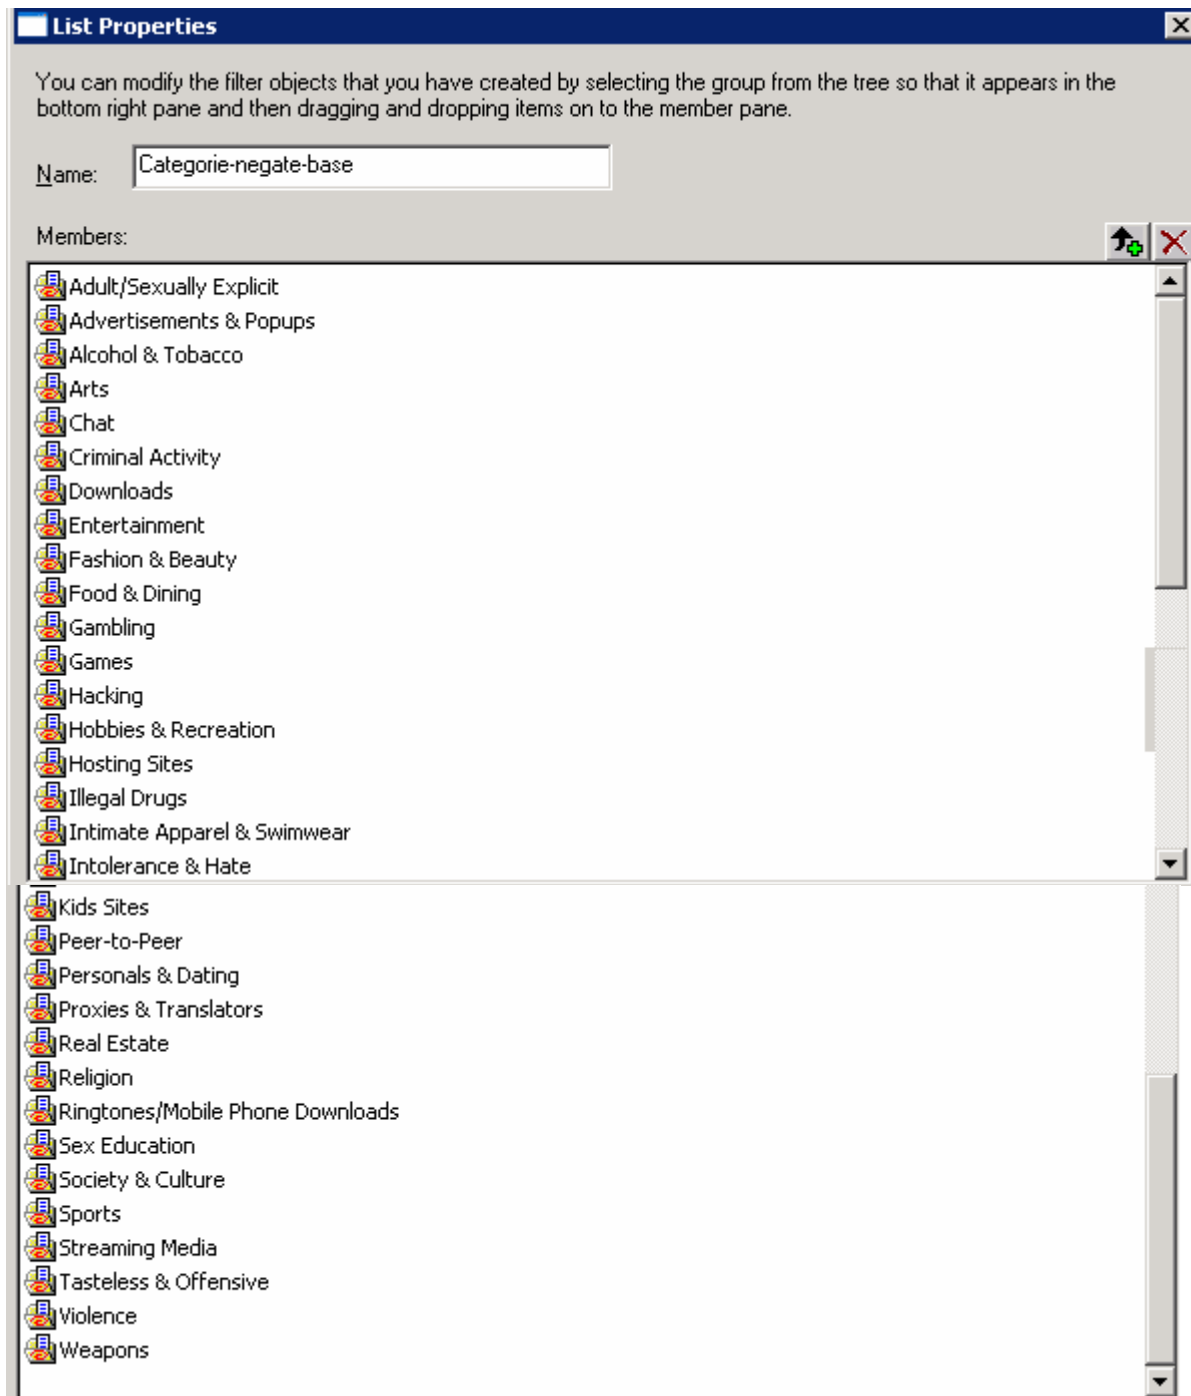 List Properties
You can modify the filter objects that you have created by selecting the group from the tree so that it appears in the
bottom right pane and then dragging and dropping items on to the member pane.
Name: Categorie-negate-base
Members:
Adult/Sexually Explicit
Advertisements & Popups
Alcohol & Tobacco
Arts
Chat
Criminal Activity
Downloads
Entertainment
Fashion & Beauty
Food & Dining
Gambling
Games
Hacking
Hobbies & Recreation
Hosting Sites
Illegal Drugs
Intimate Apparel & Swimwear
Intolerance & Hate
Kids Sites
Peer-to-Peer
Personals & Dating
Proxies & Translators
Real Estate
Religion
Ringtones/Mobile Phone Downloads
Sex Education
Society & Culture
Sports
Streaming Media
Tasteless & Offensive
Violence
Weapons